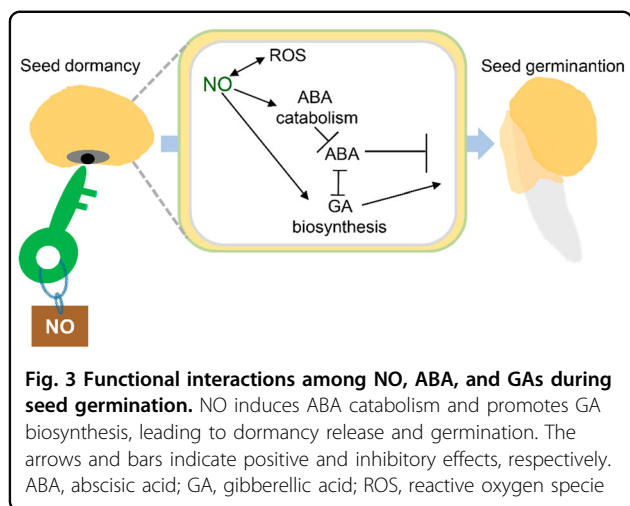 Seed dormancy
ROS
Seed germinantion
NO
ABA
catabolism
ABA
GA
biosynthesis
NO
Fig. 3 Functional interactions among NO, ABA, and GAs during
seed germination. NO induces ABA catabolism and promotes GA
biosynthesis, leading to dormancy release and germination. The
arrows and bars indicate positive and inhibitory effects, respectively.
ABA, abscisic acid; GA, gibberellic acid; ROS, reactive oxygen specie